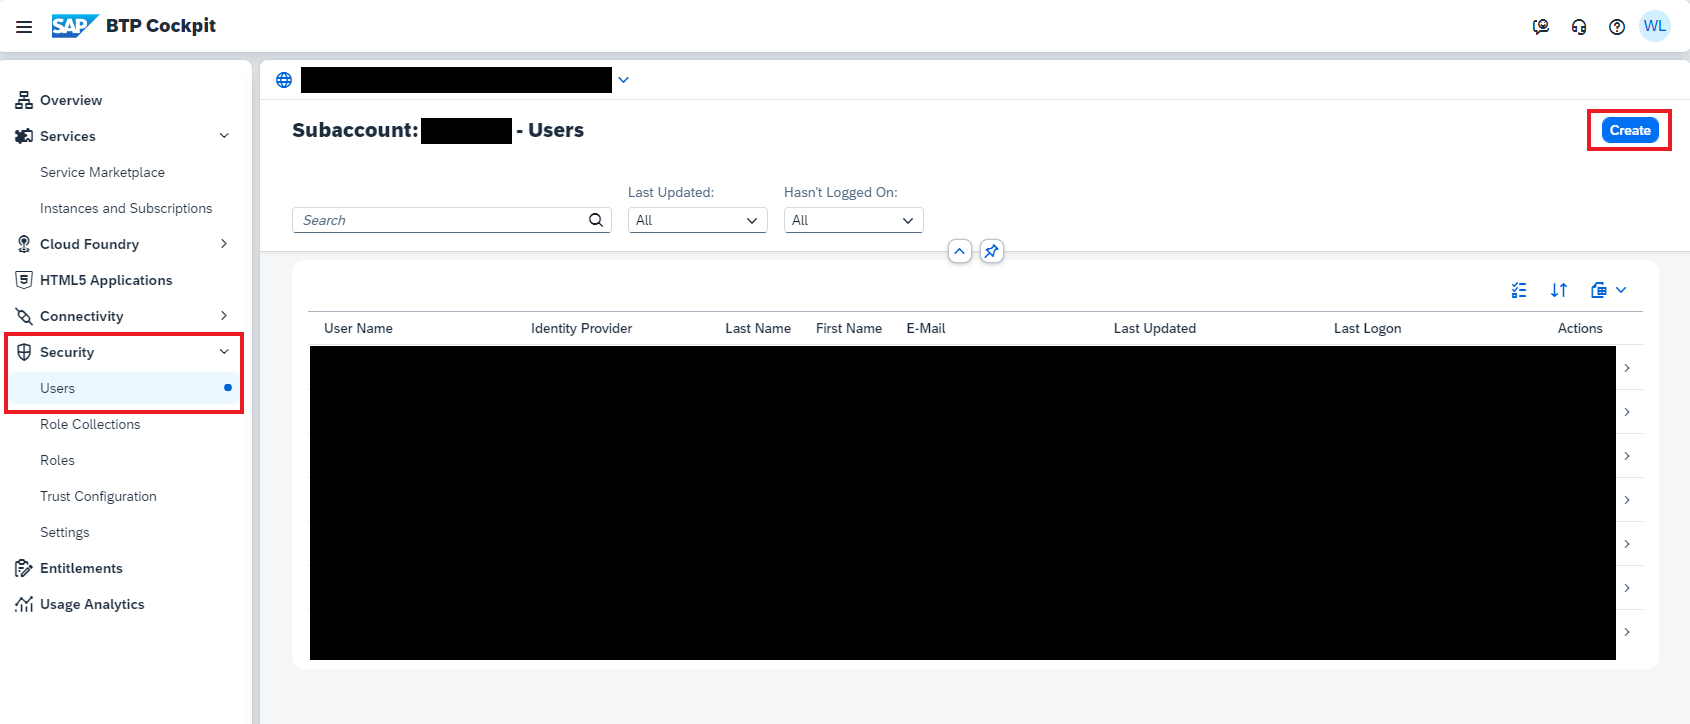 SAP BTP Cockpit
WL
Overview
Services
Service Marketplace
Instances and Subscriptions
Cloud Foundry
HTML5 Applications
Connectivity
Security
Users
Role Collections
Roles
Trust Configuration
Settings
Entitlements
Usage Analytics
Subaccount: - Users
Create
Last Updated: Hasn't Logged On:
Search All All
User Name Identity Provider Last Name First Name E-Mail Last Updated Last Logon Actions